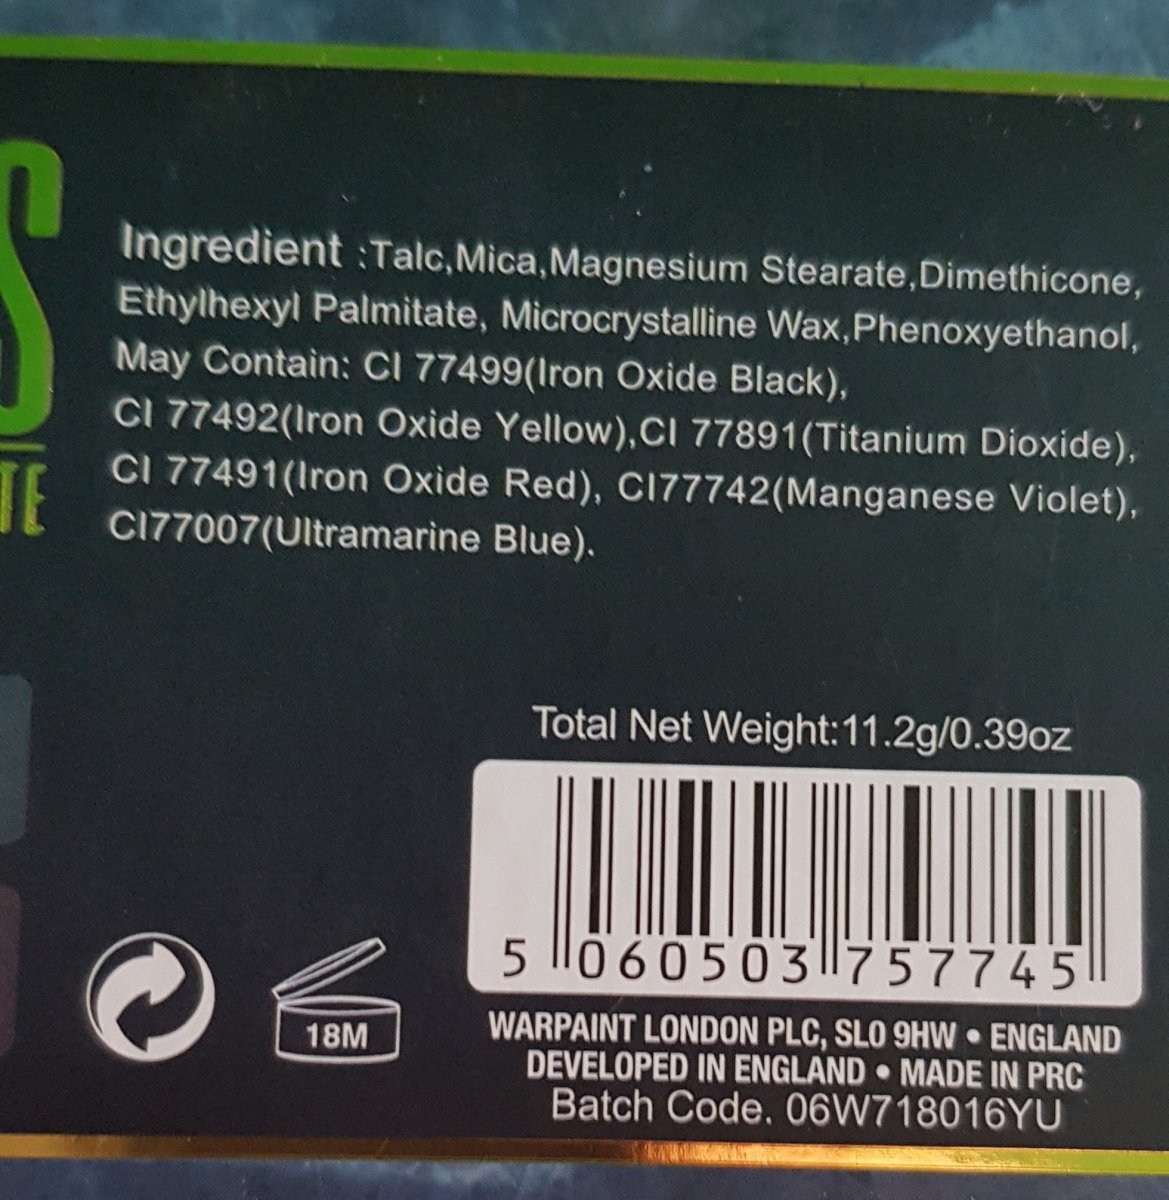 S
TE
Ingredient :Talc,Mica,Magnesium Stearate,Dimethicone,
Ethylhexyl Palmitate, Microcrystalline Wax,Phenoxyethanol,
May Contain: CI 77499(Iron Oxide Black),
CI 77492(Iron Oxide Yellow),CI 77891(Titanium Dioxide),
CI 77491(Iron Oxide Red), CI77742(Manganese Violet),
CI77007(Ultramarine Blue).
Total Net Weight:11.2g/0.39oz
5 060503 757745
18M
WARPAINT LONDON PLC, SL0 9HW • ENGLAND
DEVELOPED IN ENGLAND • MADE IN PRC
Batch Code. 06W718016YU